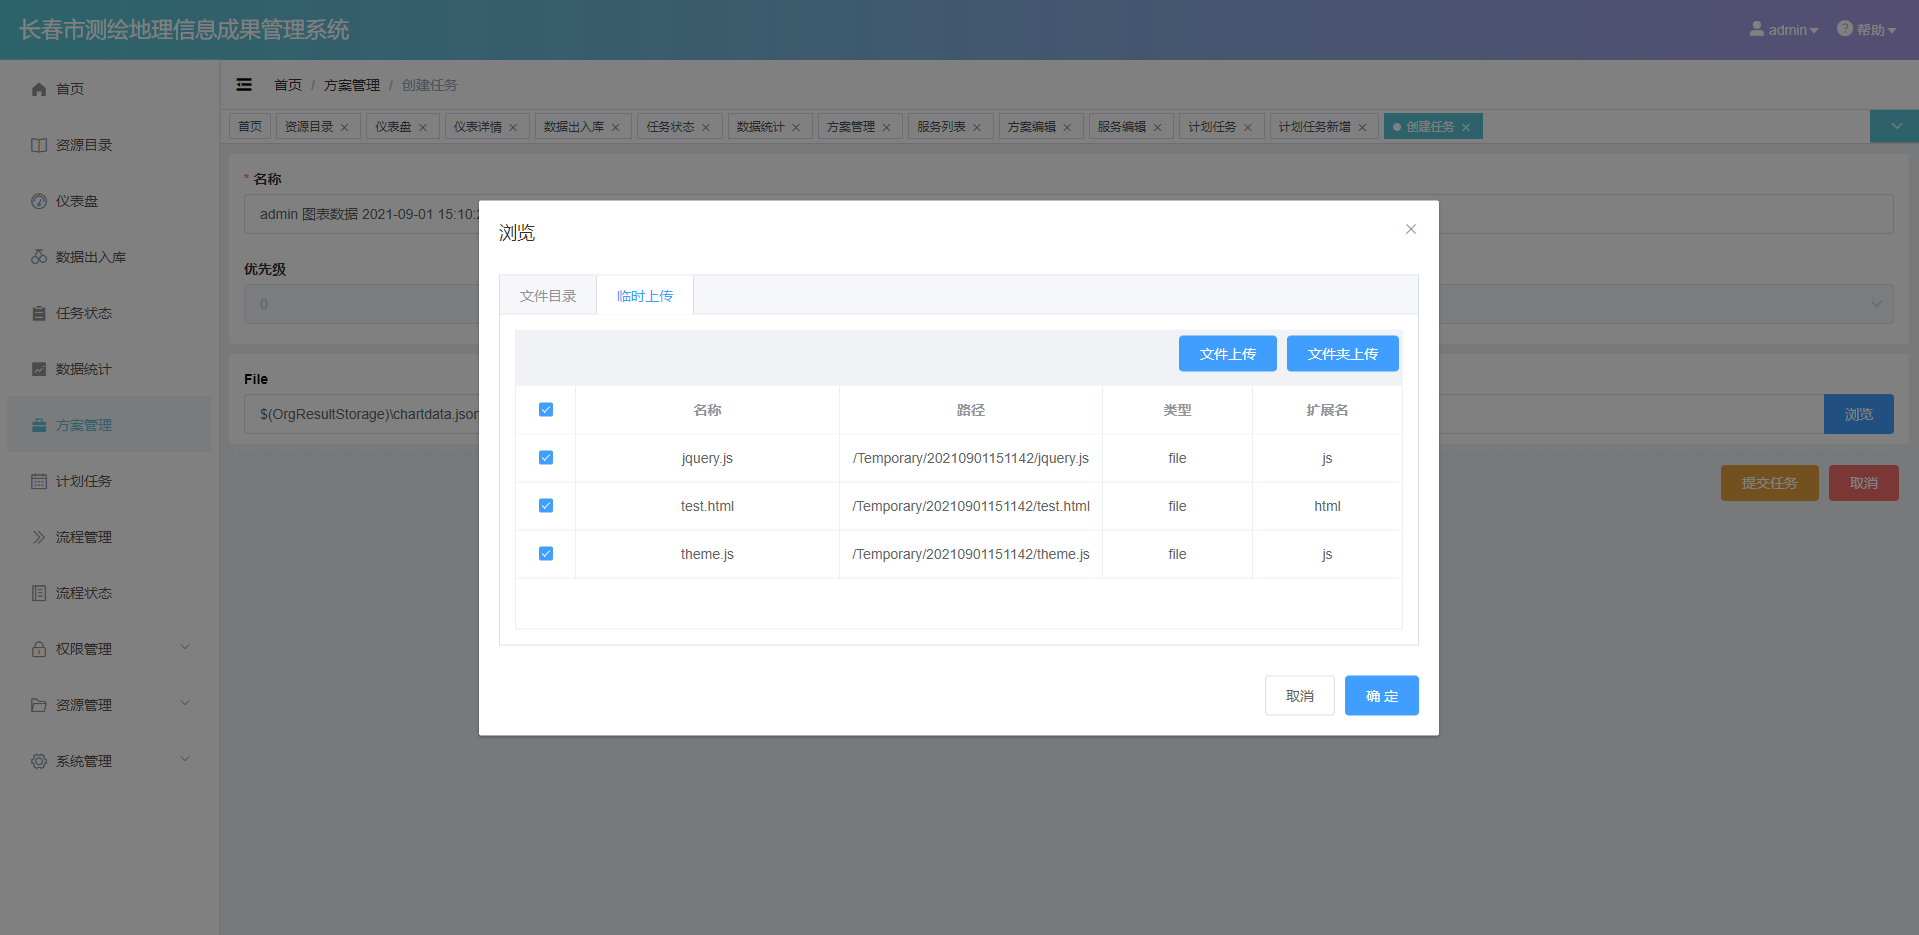 长春市测绘地理信息成果管理系统
admin
帮助
首页
资源目录
仪表盘
数据出入库
任务状态
数据统计
方案管理
计划任务
流程管理
流程状态
权限管理
资源管理
系统管理
首页 / 方案管理 / 创建任务
首页 资源目录 仪表盘 仪表详情 数据出入库 任务状态 数据统计 方案管理 服务列表 方案编辑 服务编辑 计划任务 计划任务新增 创建任务
* 名称
admin 图表数据 2021-09-01 15:10:
优先级
0
File
$(OrgResultStorage)\chartdata.json
浏览
提交任务 取消
浏览
文件目录 临时上传
文件上传 文件夹上传
名称 路径 类型 扩展名
jquery.js /Temporary/20210901151142/jquery.js file js
test.html /Temporary/20210901151142/test.html file html
theme.js /Temporary/20210901151142/theme.js file js
取消 确 定